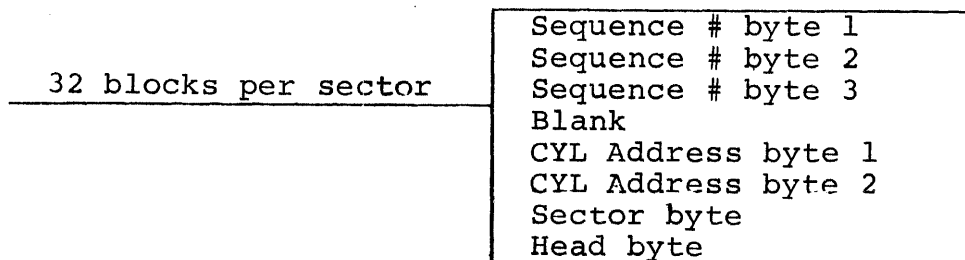 32 blocks per sector
Sequence # byte 1
Sequence # byte 2
Sequence # byte 3
Blank
CYL Address byte 1
CYL Address byte 2
Sector byte
Head byte